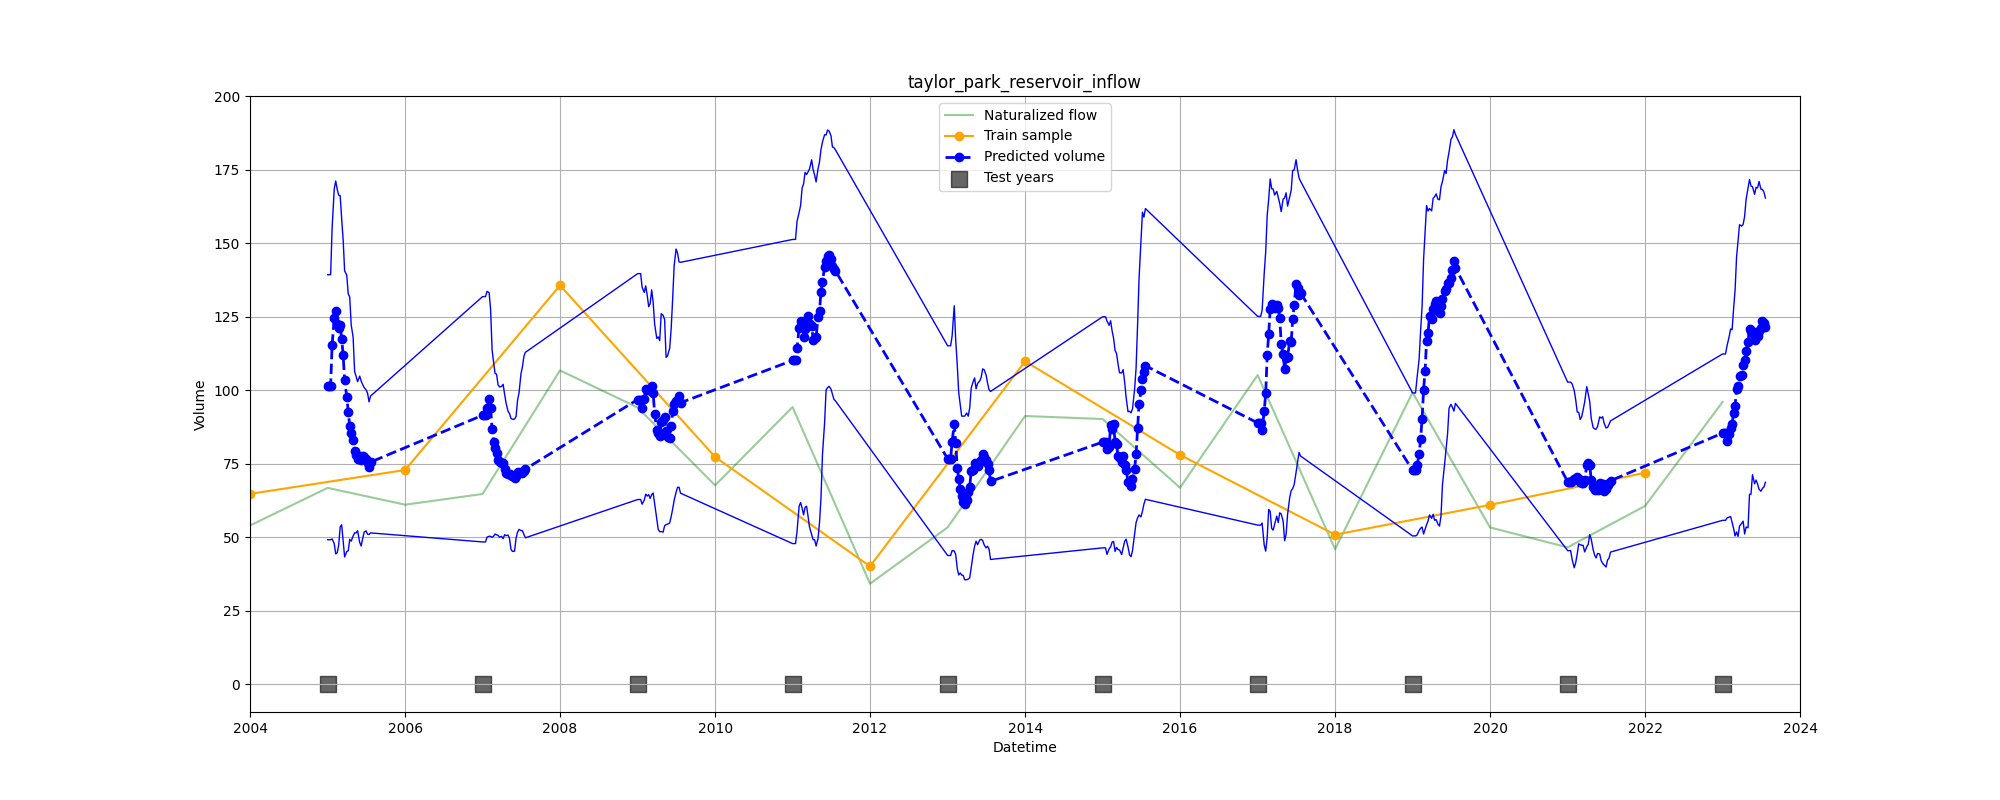 taylor_park_reservoir_inflow
Naturalized flow
Train sample
Predicted volume
Test years
Volume
200
175
150
125
100
75
50
25
0
2004 2006 2008 2010 2012 2014 2016 2018 2020 2022 2024
Datetime